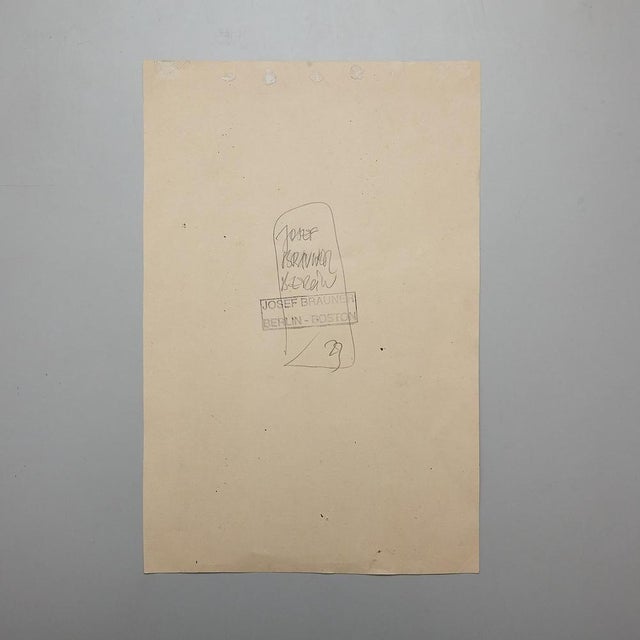 JOSEF
BRAUNER
BERLIN
JOSEF BRAUNER
BERLIN - BOSTON
29